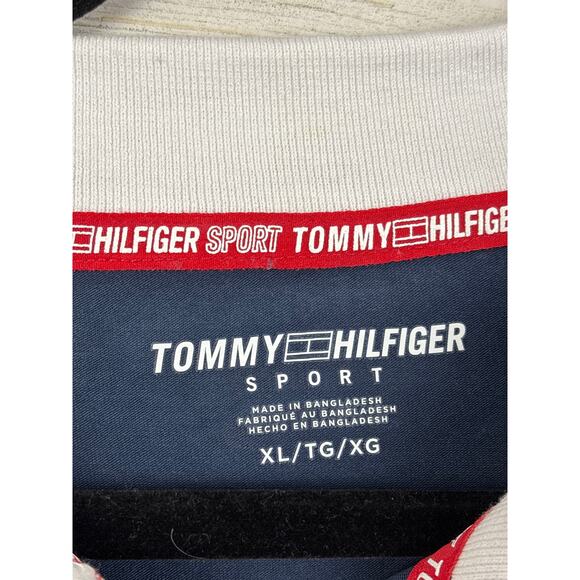 HILFIGER SPORT TOMMY HILFIGER
TOMMY HILFIGER
SPORT
MADE IN BANGLADESH
FABRIQUÉ AU BANGLADESH
HECHO EN BANGLADESH
XL/TG/XG